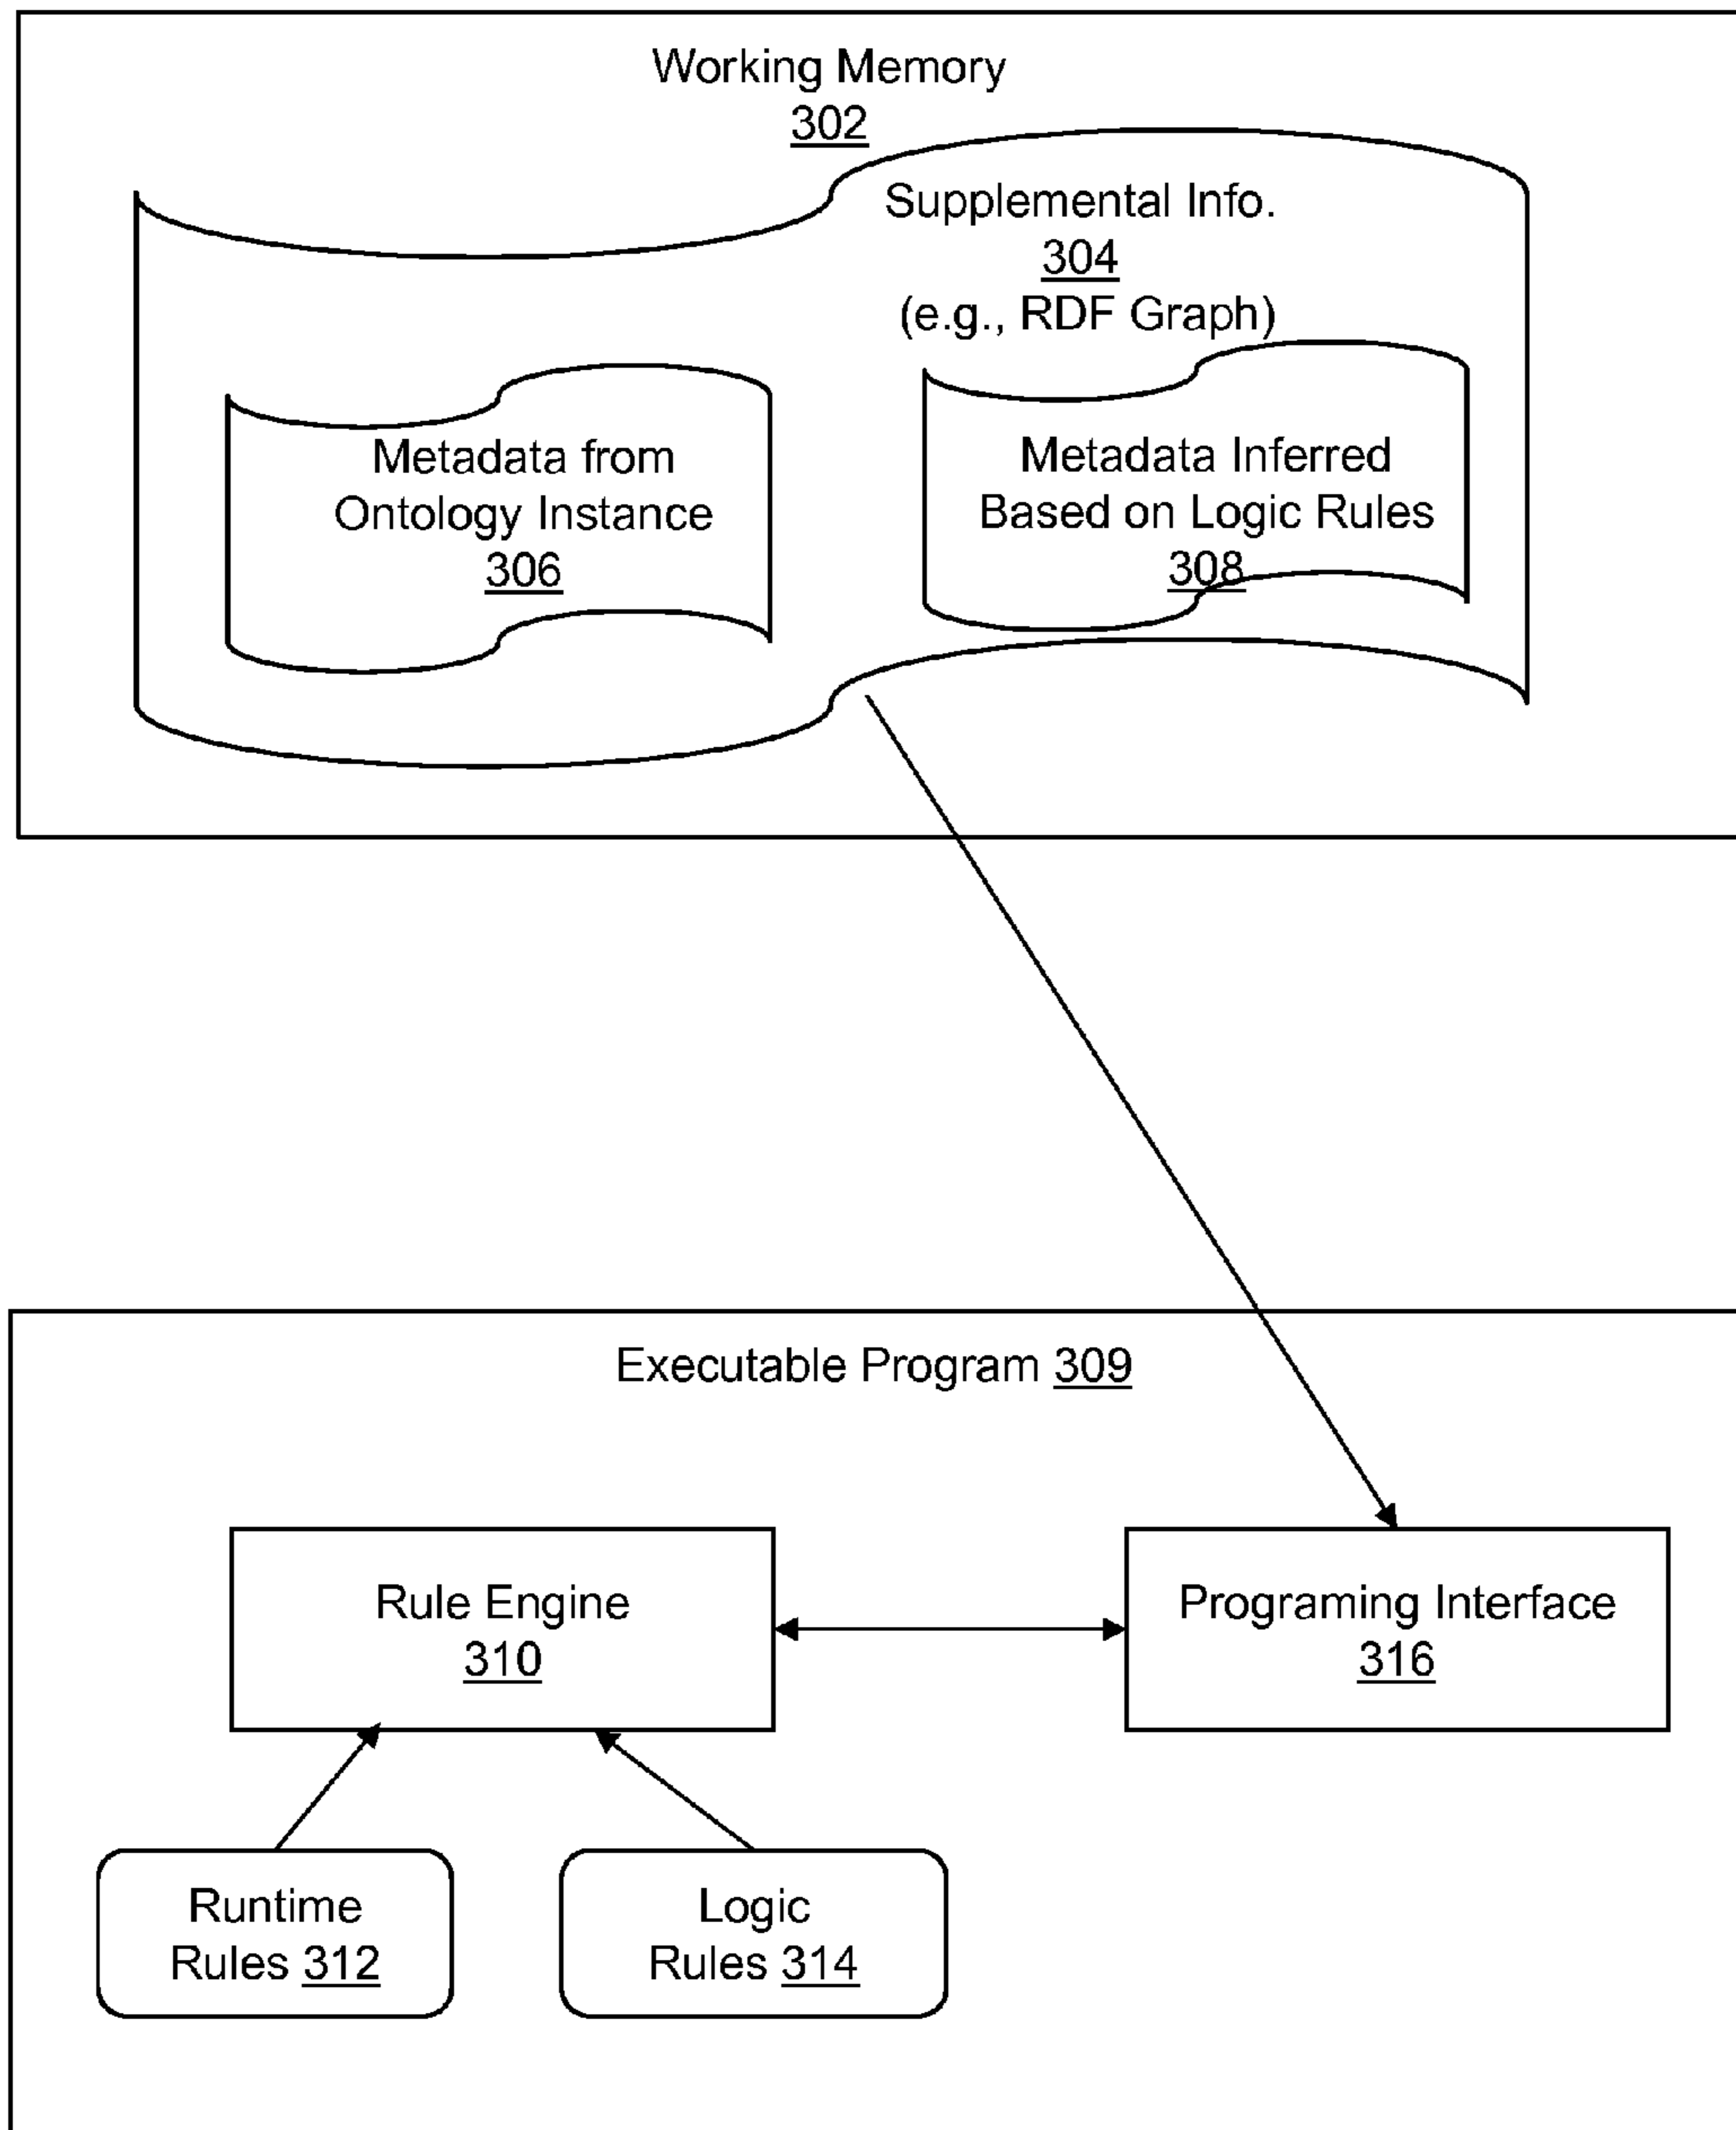 Working Memory
302
Supplemental Info.
304
(e.g., RDF Graph)
Metadata from
Ontology Instance
306
Metadata Inferred
Based on Logic Rules
308
Executable Program 309
Rule Engine
310
Programing Interface
316
Runtime
Rules 312
Logic
Rules 314